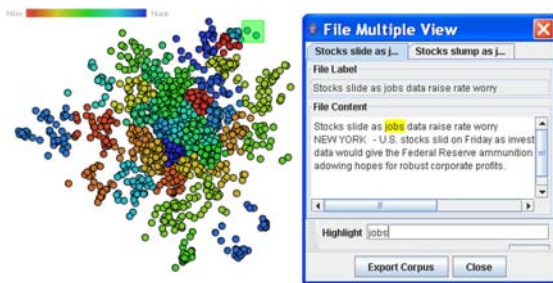 Min Max
File Multiple View
Stocks slide as j... Stocks slump as j...
File Label
Stocks slide as jobs data raise rate worry
File Content
Stocks slide as jobs data raise rate worry
NEW YORK - U.S. stocks slid on Friday as invest
data would give the Federal Reserve ammunition
adowing hopes for robust corporate profits.
Highlight jobs
Export Corpus Close